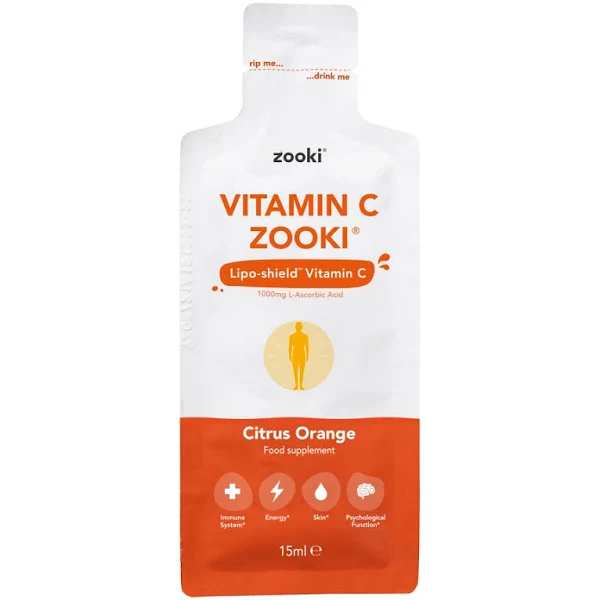 rip me...
...drink me
zooki®
VITAMIN C
ZOOKI®
Lipo-shield™ Vitamin C
1000mg L-Ascorbic Acid
Citrus Orange
Food supplement
Immune System*
Energy*
Skin*
Psychological Function*
15ml ℮